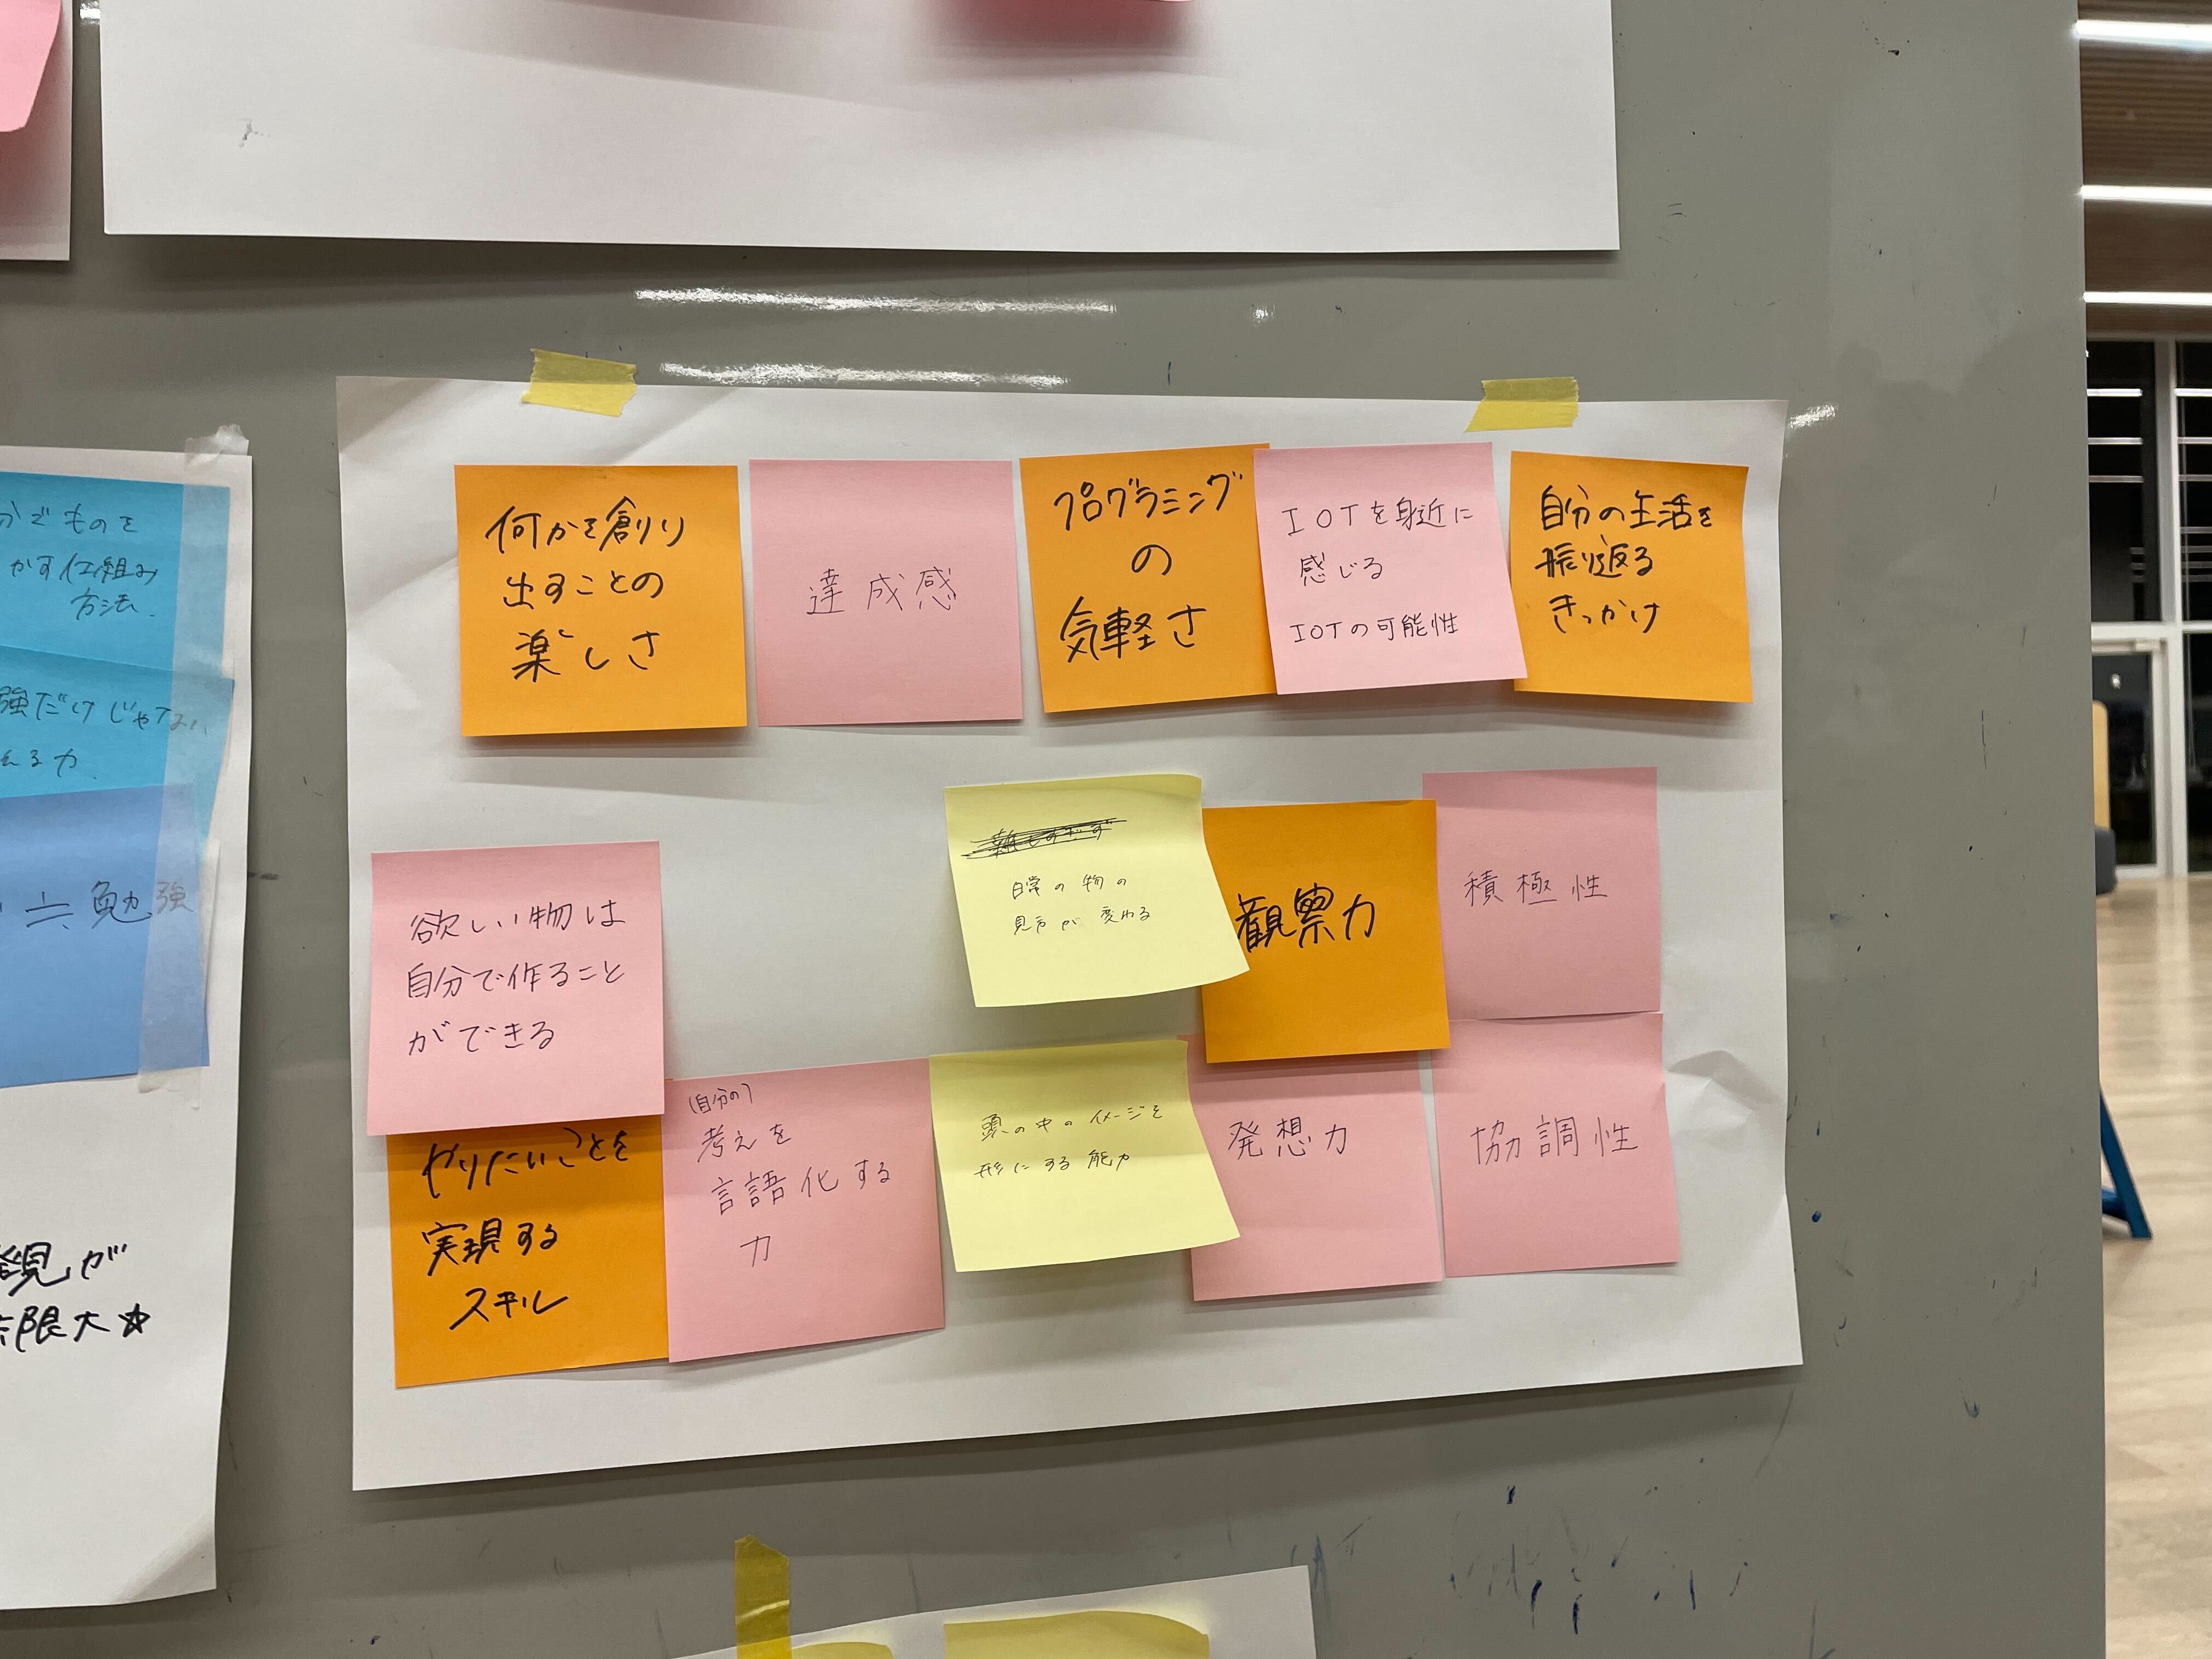 何かを創り
出すことの
楽しさ
達成感
プログラミング
の
気軽さ
IOTを身近に
感じる
IOTの可能性
自分の生活を
振り返る
きっかけ
欲しい物は
自分で作ること
ができる
日常の物の
見方が変わる
観察力
積極性
やりたいことを
実現する
スキル
(自分の)
考えを
言語化する
力
頭の中のイメージを
形にする能力
発想力
協調性
ものを
かす仕組み
方法.
強だけじゃない
える力
≒勉強
発見が
限大☆